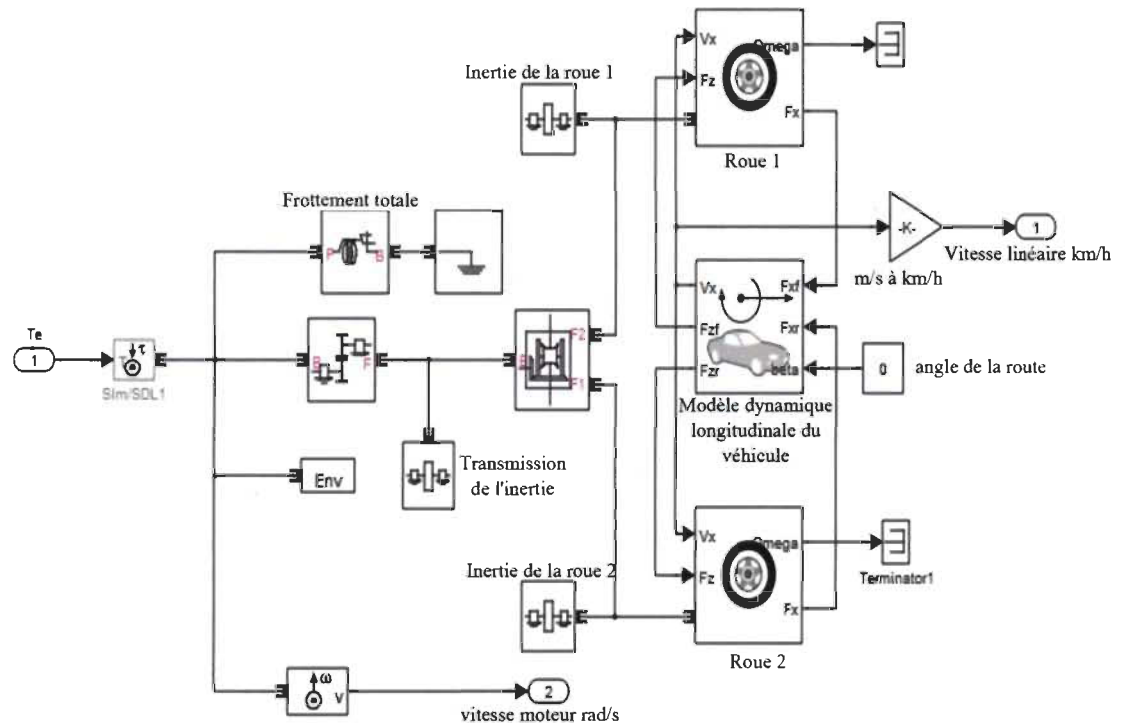 Vx
Omega
Fz
Fx
Roue 1
Inertie de la roue 1
Frottement totale
P
B
-K-
1
Vitesse linéaire km/h
m/s à km/h
Vx
Fxf
Fzf
Fxr
Fzr
beta
0
angle de la route
Modèle dynamique
longitudinale du
véhicule
Te
1
T
τ
Sim/SDL1
B
F
B
F2
F1
Transmission
de l'inertie
Env
Inertie de la roue 2
Vx
Omega
Fz
Fx
Roue 2
Terminator1
ω
V
2
vitesse moteur rad/s